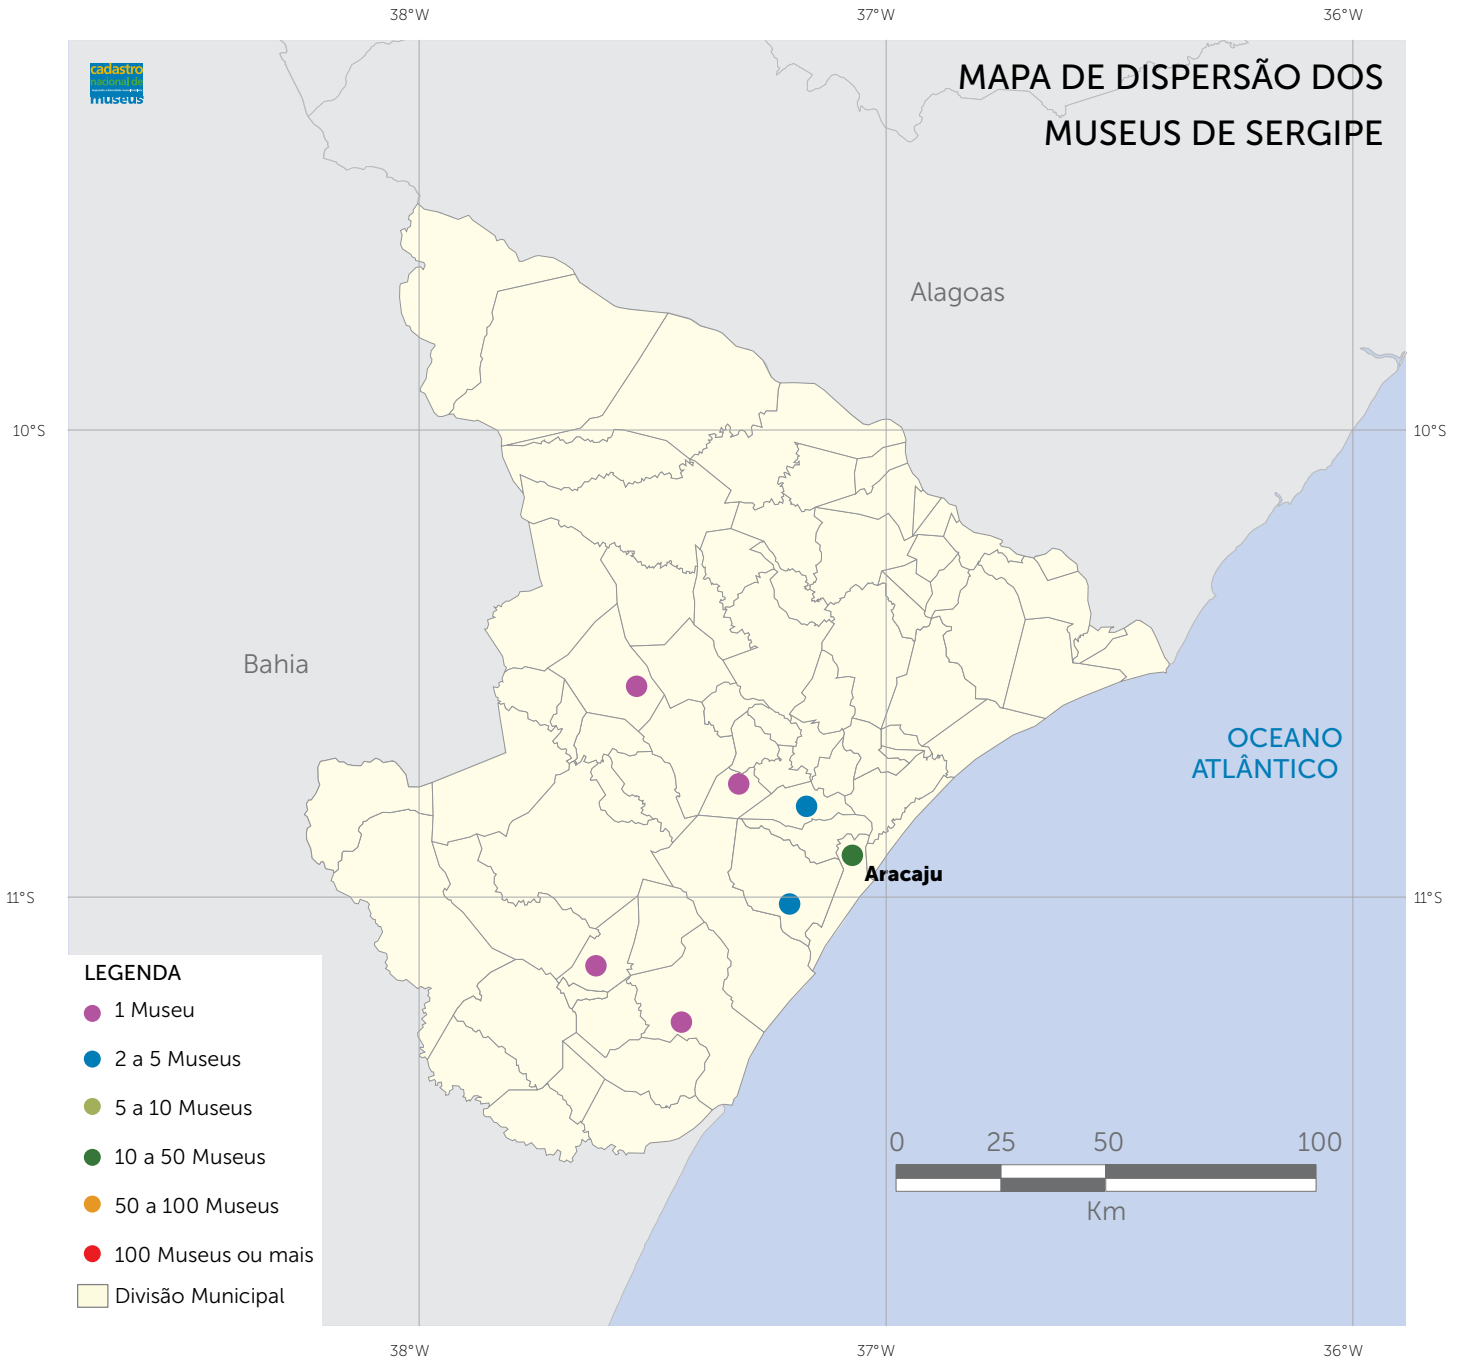 38°W
37°W
36°W
cadastro
nacional de
museus
MAPA DE DISPERSÃO DOS
MUSEUS DE SERGIPE
Alagoas
10°S
10°S
Bahia
OCEANO
ATLÂNTICO
Aracaju
11°S
11°S
LEGENDA
1 Museu
2 a 5 Museus
5 a 10 Museus
10 a 50 Museus
50 a 100 Museus
100 Museus ou mais
Divisão Municipal
0
25
50
100
Km
38°W
37°W
36°W